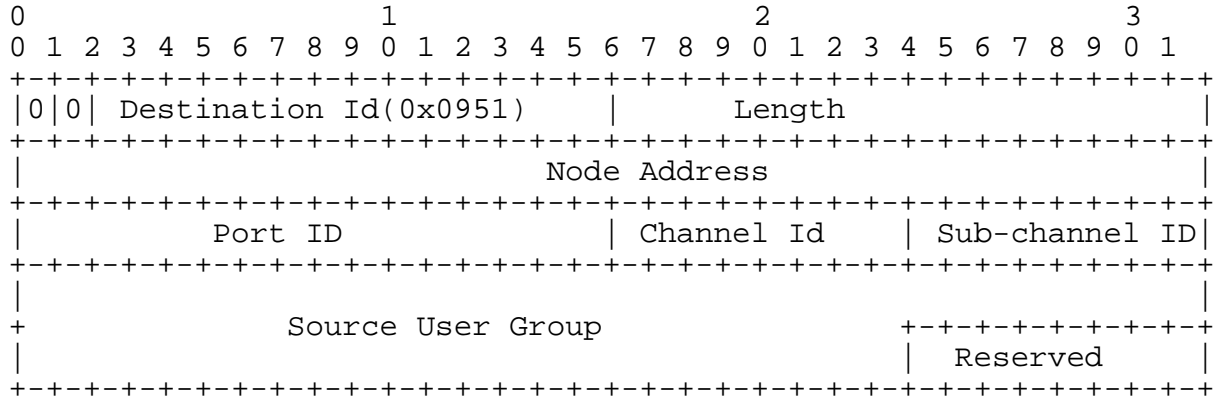 0                   1                   2                   3
0 1 2 3 4 5 6 7 8 9 0 1 2 3 4 5 6 7 8 9 0 1 2 3 4 5 6 7 8 9 0 1
+-+-+-+-+-+-+-+-+-+-+-+-+-+-+-+-+-+-+-+-+-+-+-+-+-+-+-+-+-+-+-+-+
|0|0| Destination Id(0x0951)    |      Length                   |
+-+-+-+-+-+-+-+-+-+-+-+-+-+-+-+-+-+-+-+-+-+-+-+-+-+-+-+-+-+-+-+-+
|                            Node Address                       |
+-+-+-+-+-+-+-+-+-+-+-+-+-+-+-+-+-+-+-+-+-+-+-+-+-+-+-+-+-+-+-+-+
|          Port ID              | Channel Id    | Sub-channel ID|
+-+-+-+-+-+-+-+-+-+-+-+-+-+-+-+-+-+-+-+-+-+-+-+-+-+-+-+-+-+-+-+-+
|                                                               |
+              Source User Group                +-+-+-+-+-+-+-+-+
|                                               |  Reserved     |
+-+-+-+-+-+-+-+-+-+-+-+-+-+-+-+-+-+-+-+-+-+-+-+-+-+-+-+-+-+-+-+-+